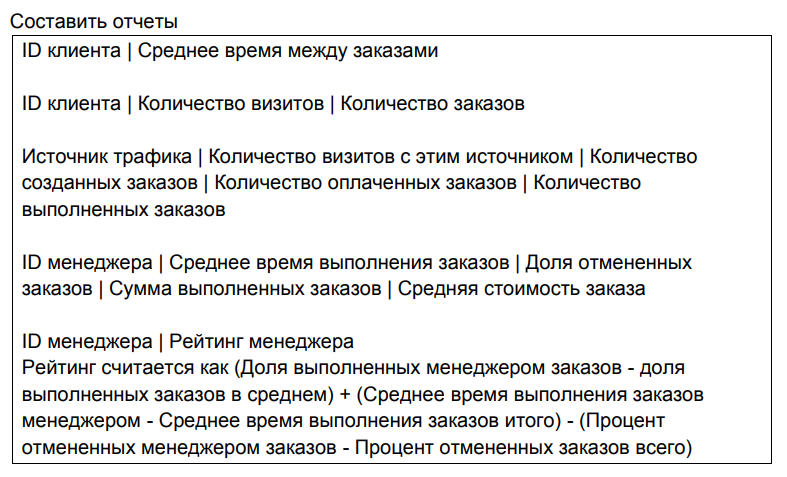 Составить отчеты
ID клиента | Среднее время между заказами
ID клиента | Количество визитов | Количество заказов
Источник трафика | Количество визитов с этим источником | Количество
созданных заказов | Количество оплаченных заказов | Количество
выполненных заказов
ID менеджера | Среднее время выполнения заказов | Доля отмененных
заказов | Сумма выполненных заказов | Средняя стоимость заказа
ID менеджера | Рейтинг менеджера
Рейтинг считается как (Доля выполненных менеджером заказов - доля
выполненных заказов в среднем) + (Среднее время выполнения заказов
менеджером - Среднее время выполнения заказов итого) - (Процент
отмененных менеджером заказов - Процент отмененных заказов всего)